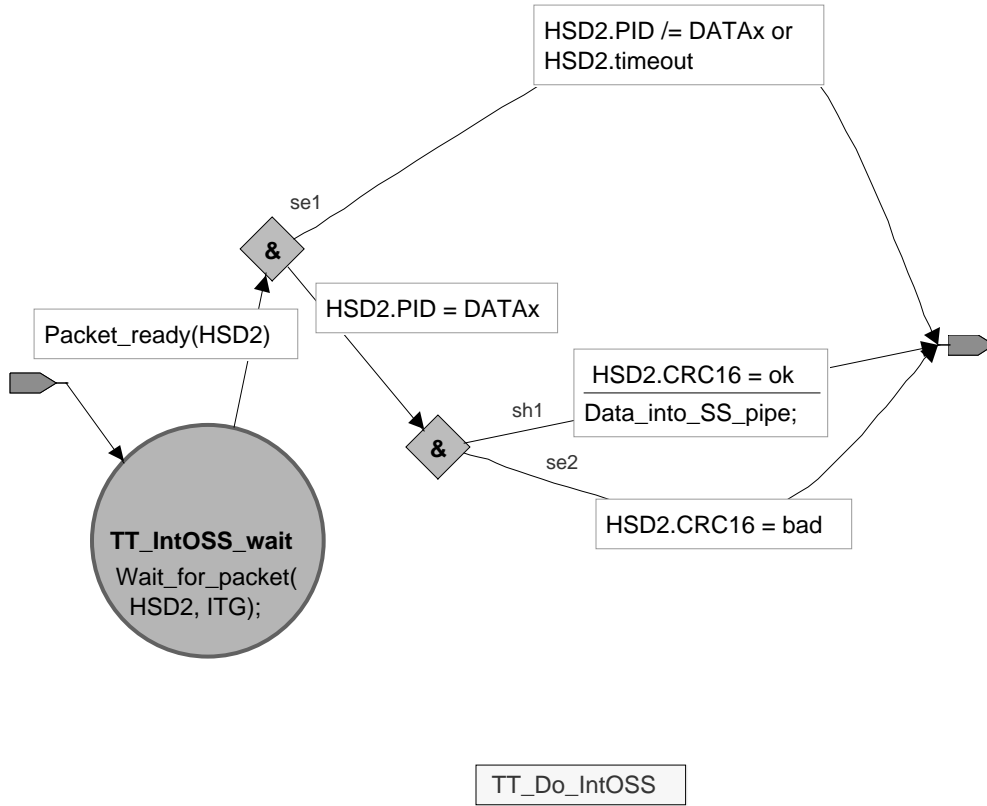 HSD2.PID /= DATAx or
HSD2.timeout
se1
&
HSD2.PID = DATAx
Packet_ready(HSD2)
HSD2.CRC16 = ok
Data_into_SS_pipe;
sh1
&
se2
HSD2.CRC16 = bad
TT_IntOSS_wait
Wait_for_packet(
HSD2, ITG);
TT_Do_IntOSS